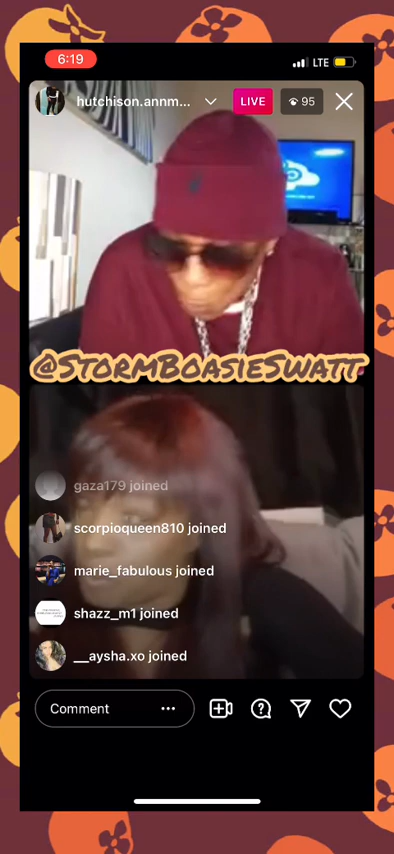 6:19
LTE
hutchison.annm...
LIVE
95
@STORMBOASIESWATT
gaza179 joined
scorpioqueen810 joined
marie_fabulous joined
shazz_m1 joined
__aysha.xo joined
Comment